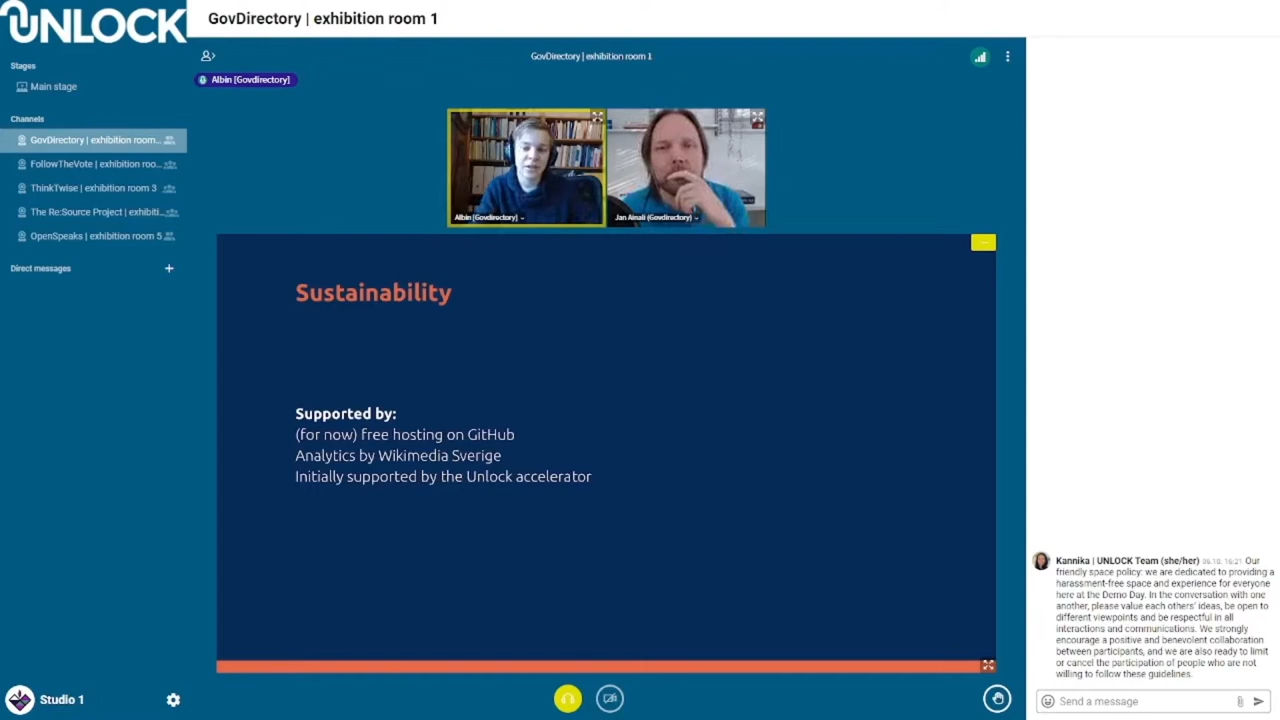 UNLOCK
GovDirectory | exhibition room 1
Stages
Main stage
Channels
GovDirectory | exhibition room...
FollowTheVote | exhibition roo...
ThinkTwise | exhibition room 3
The Re:Source Project | exhibiti...
OpenSpeaks | exhibition room 5
Direct messages
GovDirectory | exhibition room 1
Albin [Govdirectory]
Albin [Govdirectory]
Jan Ainali (Govdirectory)
Sustainability
Supported by:
(for now) free hosting on GitHub
Analytics by Wikimedia Sverige
Initially supported by the Unlock accelerator
Kannika | UNLOCK Team (she/her) 06.10. 16:21 Our
friendly space policy: we are dedicated to providing a
harassment-free space and experience for everyone
here at the Demo Day. In the conversation with one
another, please value each others' ideas, be open to
different viewpoints and be respectful in all
interactions and communications. We strongly
encourage a positive and benevolent collaboration
between participants, and we are also ready to limit
or cancel the participation of people who are not
willing to follow these guidelines.
Send a message
Studio 1